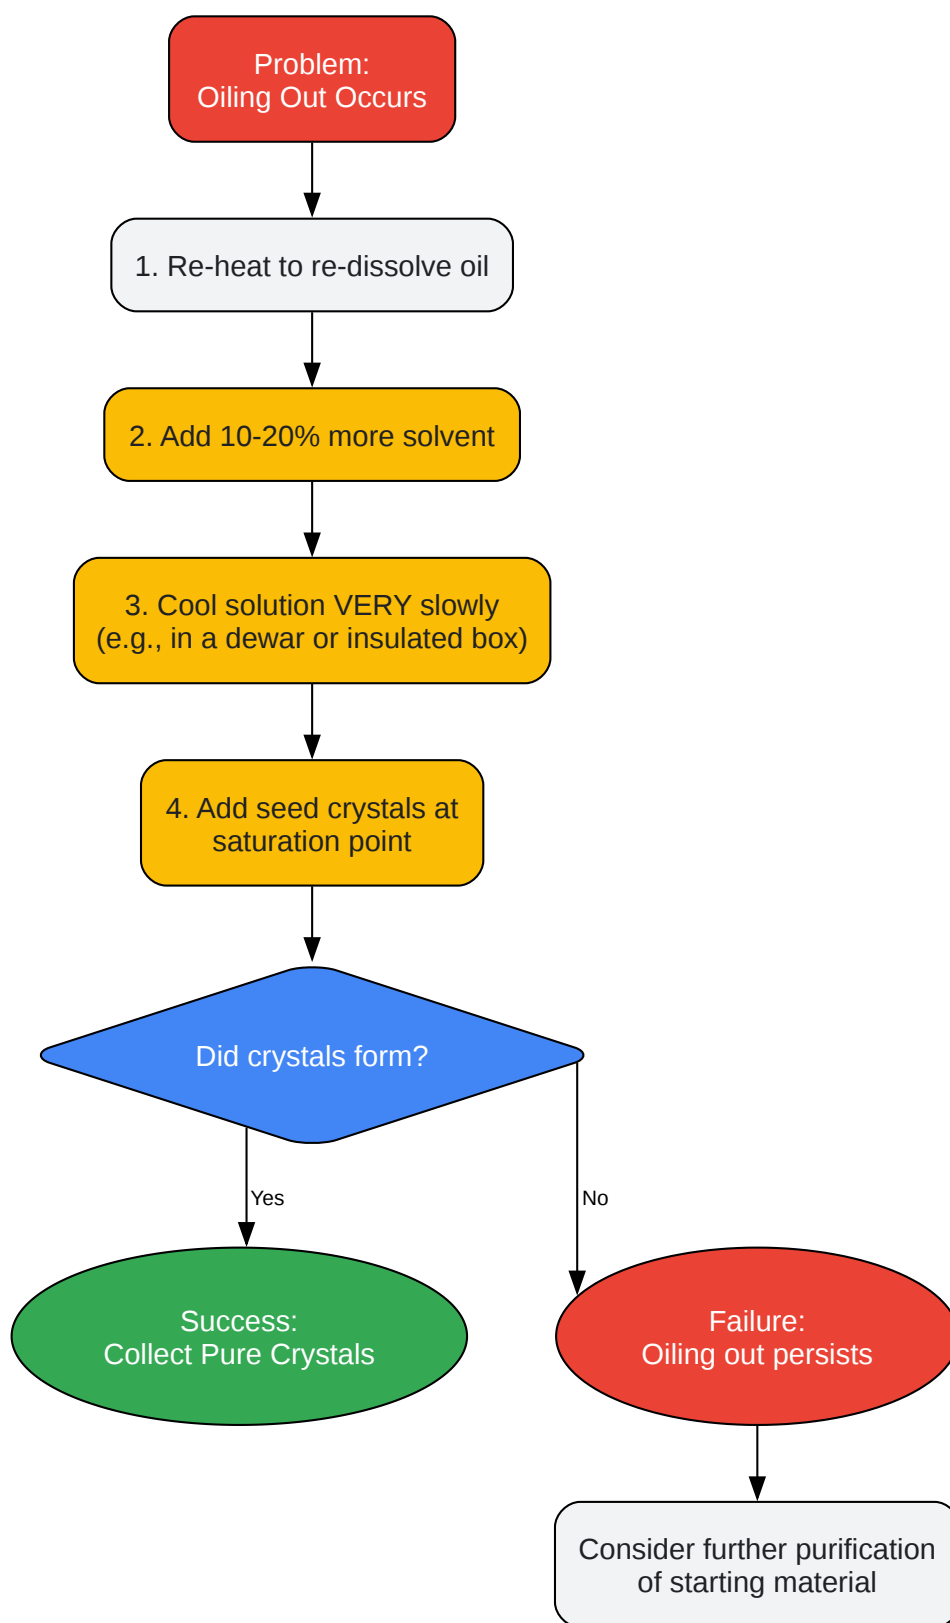 Problem:
Oiling Out Occurs
1. Re-heat to re-dissolve oil
2. Add 10-20% more solvent
3. Cool solution VERY slowly
(e.g., in a dewar or insulated box)
4. Add seed crystals at
saturation point
Did crystals form?
Yes
No
Success:
Collect Pure Crystals
Failure:
Oiling out persists
Consider further purification
of starting material